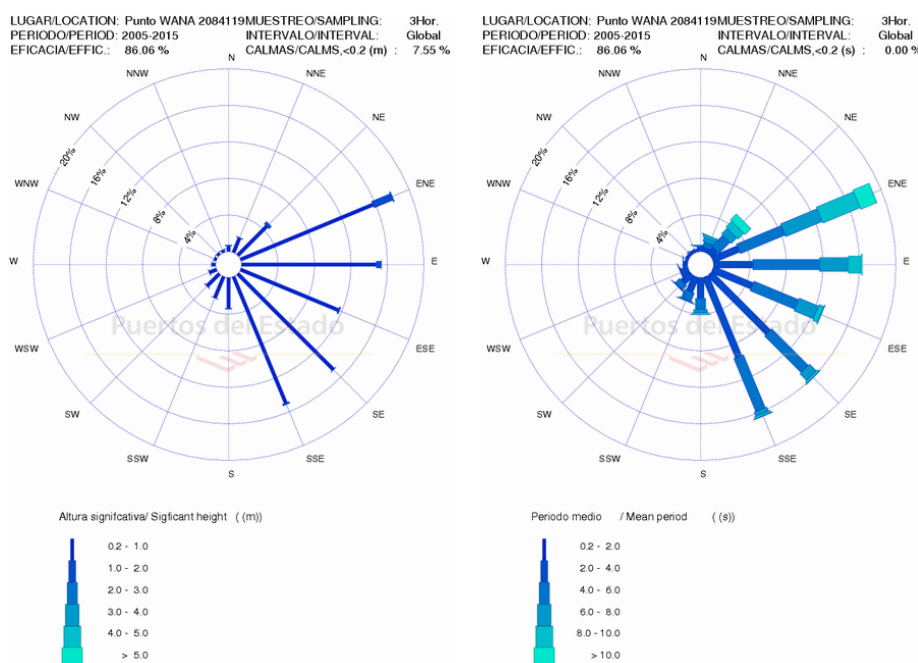 LUGAR/LOCATION: Punto WANA 2084119 MUESTREO/SAMPLING: 3Hor.
PERIODO/PERIOD: 2005-2015 INTERVALO/INTERVAL: Global
EFICACIA/EFFIC.: 86.06 % CALMAS/CALMS,<0.2 (m) : 7.55 %
N
NNW NNE
NW NE
20%
16%
WNW ENE
12%
8%
4%
W E
Puertos del Estado
WSW ESE
SW SE
SSW SSE
S
Altura signifcativa/ Sigficant height ( (m))
0.2 - 1.0
1.0 - 2.0
2.0 - 3.0
3.0 - 4.0
4.0 - 5.0
> 5.0
LUGAR/LOCATION: Punto WANA 2084119 MUESTREO/SAMPLING: 3Hor.
PERIODO/PERIOD: 2005-2015 INTERVALO/INTERVAL: Global
EFICACIA/EFFIC.: 86.06 % CALMAS/CALMS,<0.2 (s) : 0.00 %
N
NNW NNE
NW NE
20%
16%
WNW ENE
12%
8%
4%
W E
Puertos del Estado
WSW ESE
SW SE
SSW SSE
S
Periodo medio / Mean period ( (s))
0.2 - 2.0
2.0 - 4.0
4.0 - 6.0
6.0 - 8.0
8.0 - 10.0
> 10.0